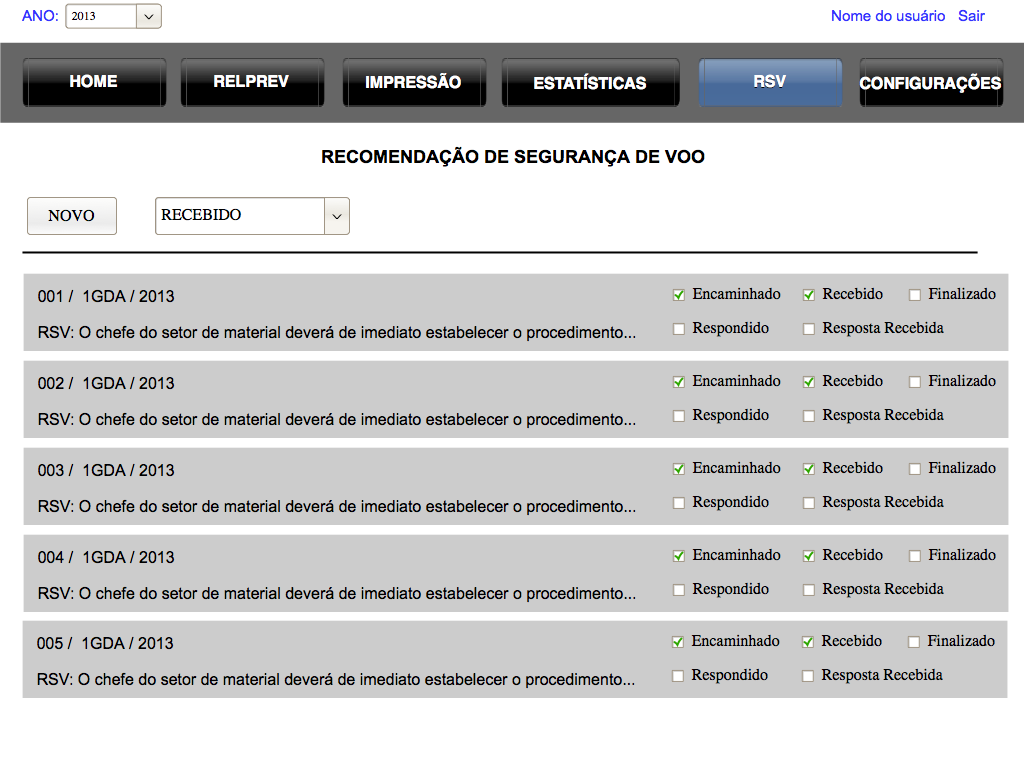 ANO: 2013 Nome do usuário Sair
HOME RELPREV IMPRESSÃO ESTATÍSTICAS RSV CONFIGURAÇÕES
RECOMENDAÇÃO DE SEGURANÇA DE VOO
NOVO RECEBIDO
001 / 1GDA / 2013 Encaminhado Recebido Finalizado
RSV: O chefe do setor de material deverá de imediato estabelecer o procedimento... Respondido Resposta Recebida
002 / 1GDA / 2013 Encaminhado Recebido Finalizado
RSV: O chefe do setor de material deverá de imediato estabelecer o procedimento... Respondido Resposta Recebida
003 / 1GDA / 2013 Encaminhado Recebido Finalizado
RSV: O chefe do setor de material deverá de imediato estabelecer o procedimento... Respondido Resposta Recebida
004 / 1GDA / 2013 Encaminhado Recebido Finalizado
RSV: O chefe do setor de material deverá de imediato estabelecer o procedimento... Respondido Resposta Recebida
005 / 1GDA / 2013 Encaminhado Recebido Finalizado
RSV: O chefe do setor de material deverá de imediato estabelecer o procedimento... Respondido Resposta Recebida